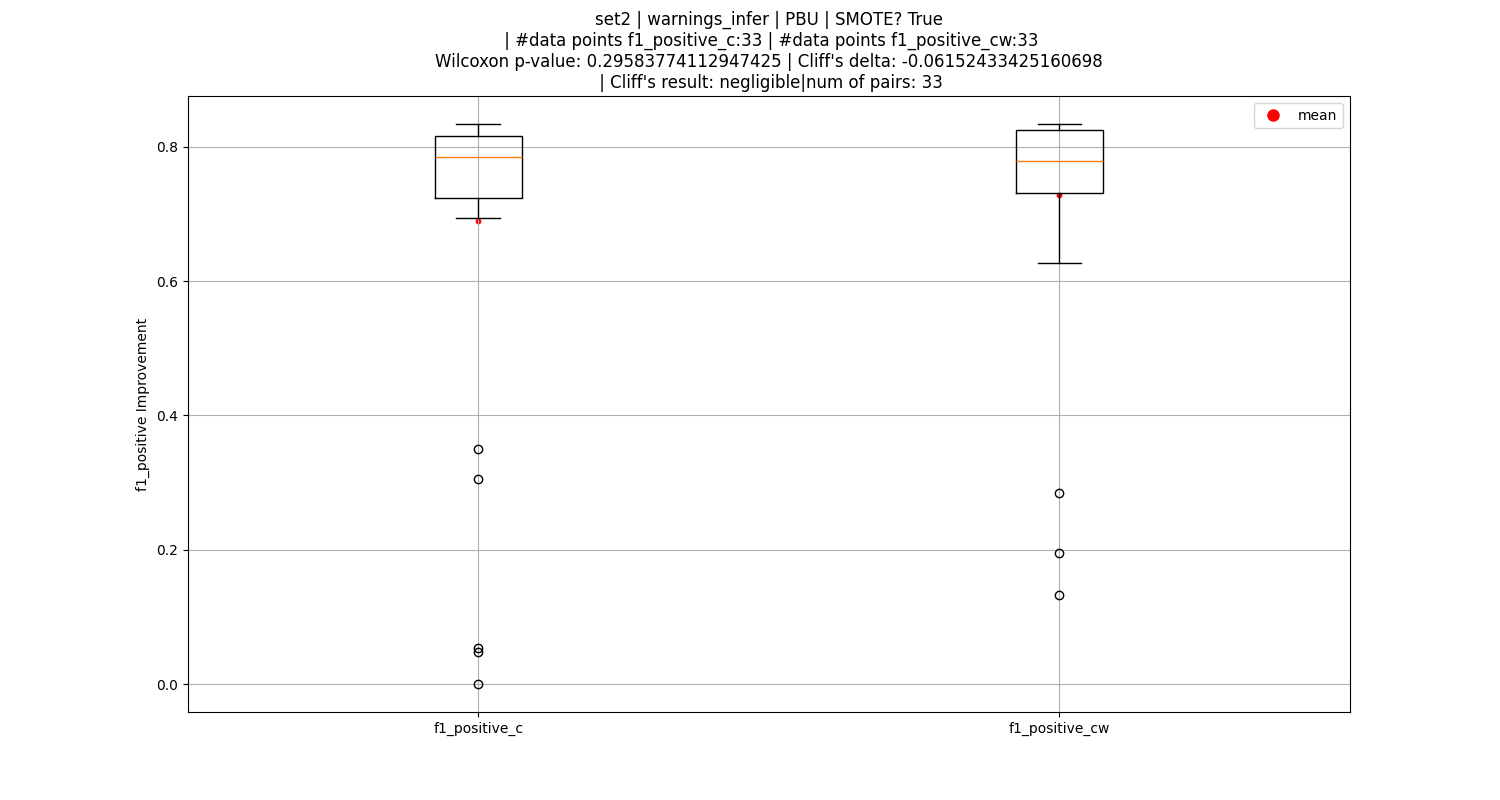 set2 | warnings_infer | PBU | SMOTE? True
| #data points f1_positive_c:33 | #data points f1_positive_cw:33
Wilcoxon p-value: 0.29583774112947425 | Cliff's delta: -0.06152433425160698
| Cliff's result: negligible|num of pairs: 33
mean
0.8
0.6
0.4
0.2
0.0
f1_positive Improvement
f1_positive_c
f1_positive_cw